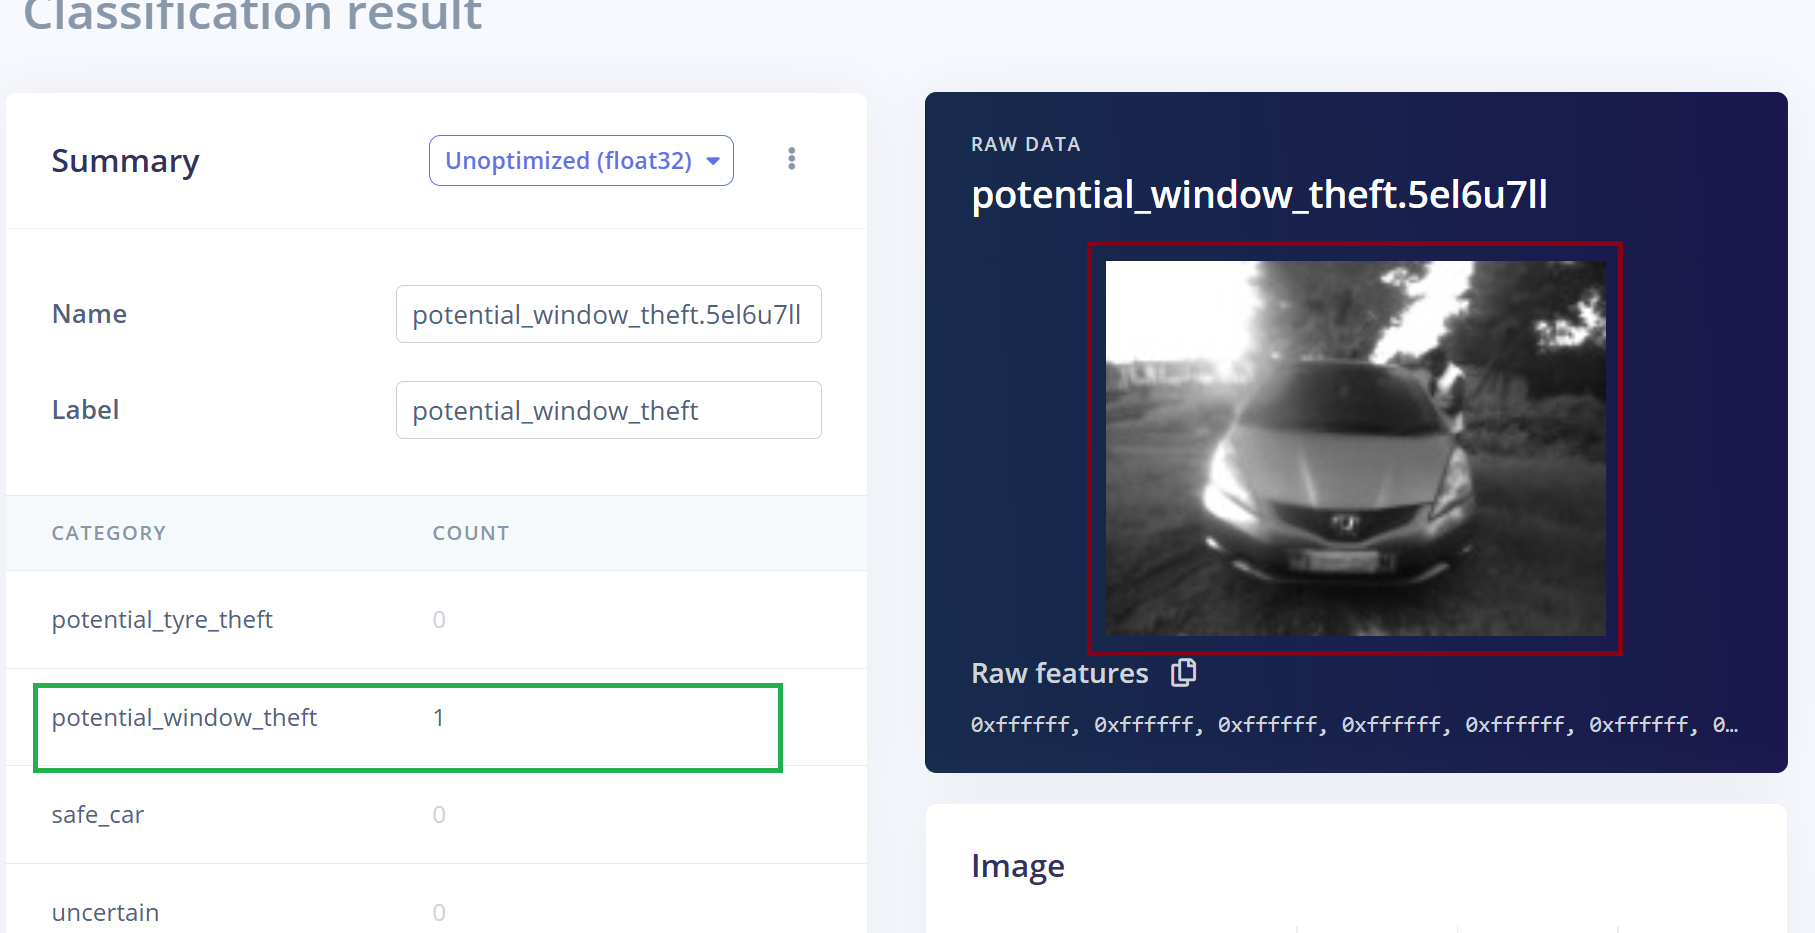 Classification result
Summary
Unoptimized (float32)
Name
potential_window_theft.5el6u7ll
Label
potential_window_theft
CATEGORY COUNT
potential_tyre_theft 0
potential_window_theft 1
safe_car 0
uncertain 0
RAW DATA
potential_window_theft.5el6u7ll
Raw features
0xffffff, 0xffffff, 0xffffff, 0xffffff, 0xffffff, 0xffffff, 0…
Image